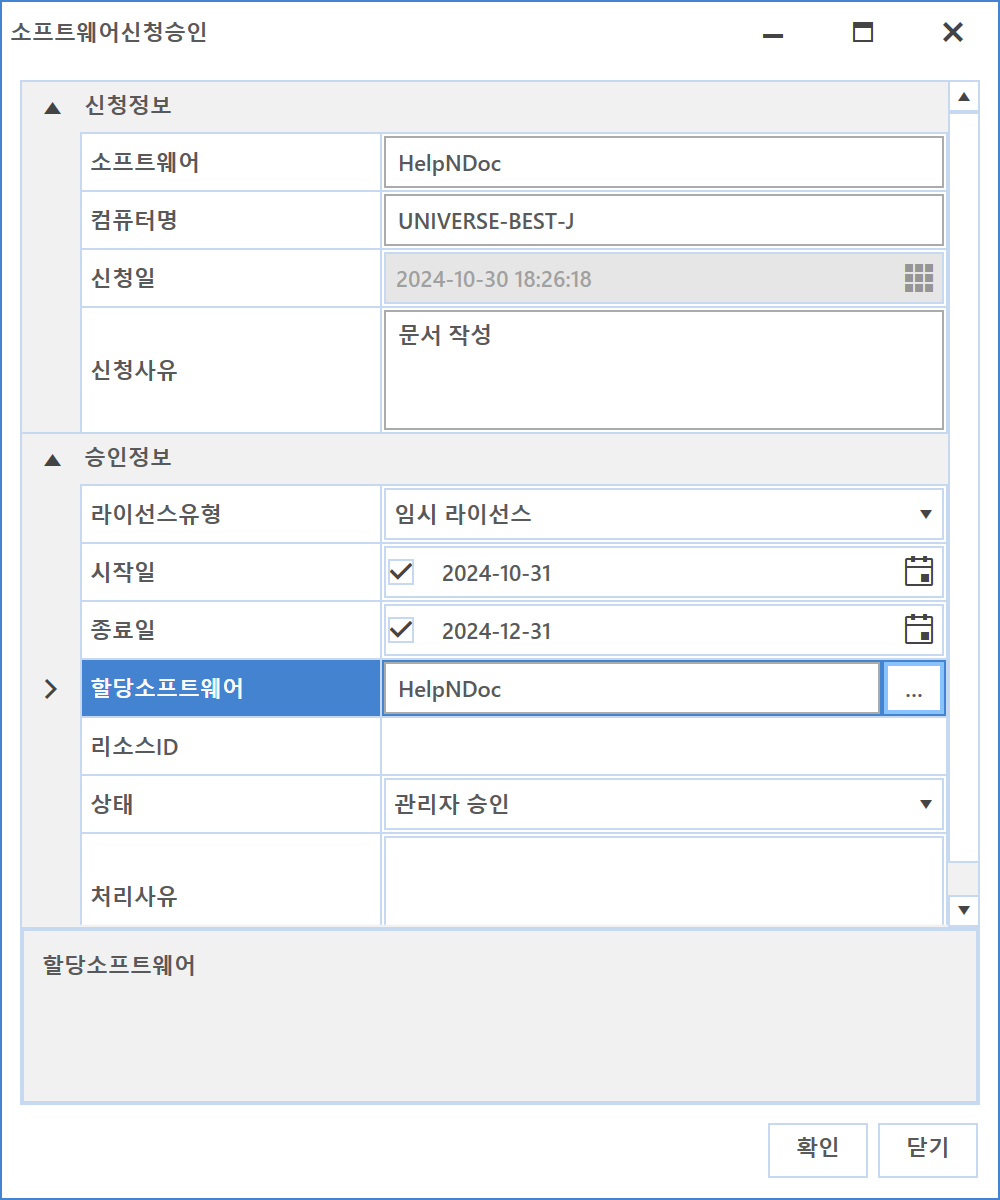 소프트웨어신청승인
신청정보
소프트웨어 HelpNDoc
컴퓨터명 UNIVERSE-BEST-J
신청일 2024-10-30 18:26:18
신청사유 문서 작성
승인정보
라이선스유형 임시 라이선스
시작일 2024-10-31
종료일 2024-12-31
할당소프트웨어 HelpNDoc ...
리소스ID
상태 관리자 승인
처리사유
할당소프트웨어
확인 닫기